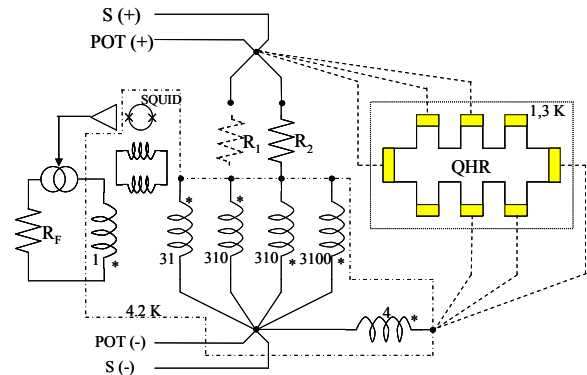 S (+)
POT (+)
SQUID
1,3 K
R1
R2
QHR
RF
1
*
31
*
310
*
310
*
3100
*
4.2 K
4
*
POT (-)
S (-)